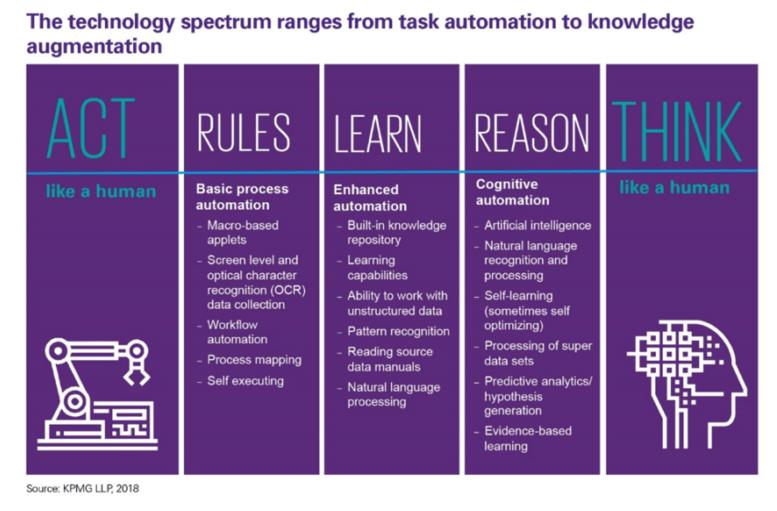 The technology spectrum ranges from task automation to knowledge
augmentation
ACT
like a human
RULES
Basic process
automation
– Macro-based
applets
– Screen level and
optical character
recognition (OCR)
data collection
– Workflow
automation
– Process mapping
– Self executing
LEARN
Enhanced
automation
– Built-in knowledge
repository
– Learning
capabilities
– Ability to work with
unstructured data
– Pattern recognition
– Reading source
data manuals
– Natural language
processing
REASON
Cognitive
automation
– Artificial intelligence
– Natural language
recognition and
processing
– Self-learning
(sometimes self
optimizing)
– Processing of super
data sets
– Predictive analytics/
hypothesis
generation
– Evidence-based
learning
THINK
like a human
Source: KPMG LLP, 2018